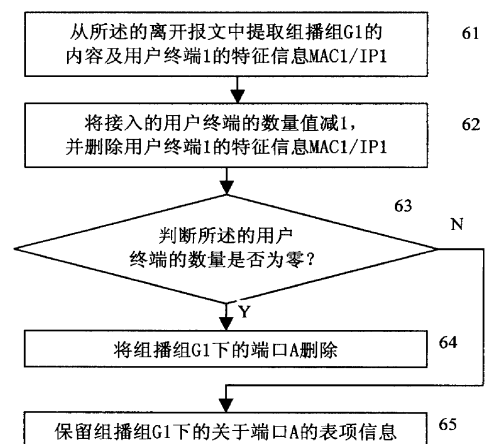 从所述的离开报文中提取组播组G1的
内容及用户终端1的特征信息MAC1/IP1
61
将接入的用户终端的数量值减1，
并删除用户终端1的特征信息MAC1/IP1
62
63
判断所述的用户
终端的数量是否为零？
N
Y
将组播组G1下的端口A删除
64
保留组播组G1下的关于端口A的表项信息
65